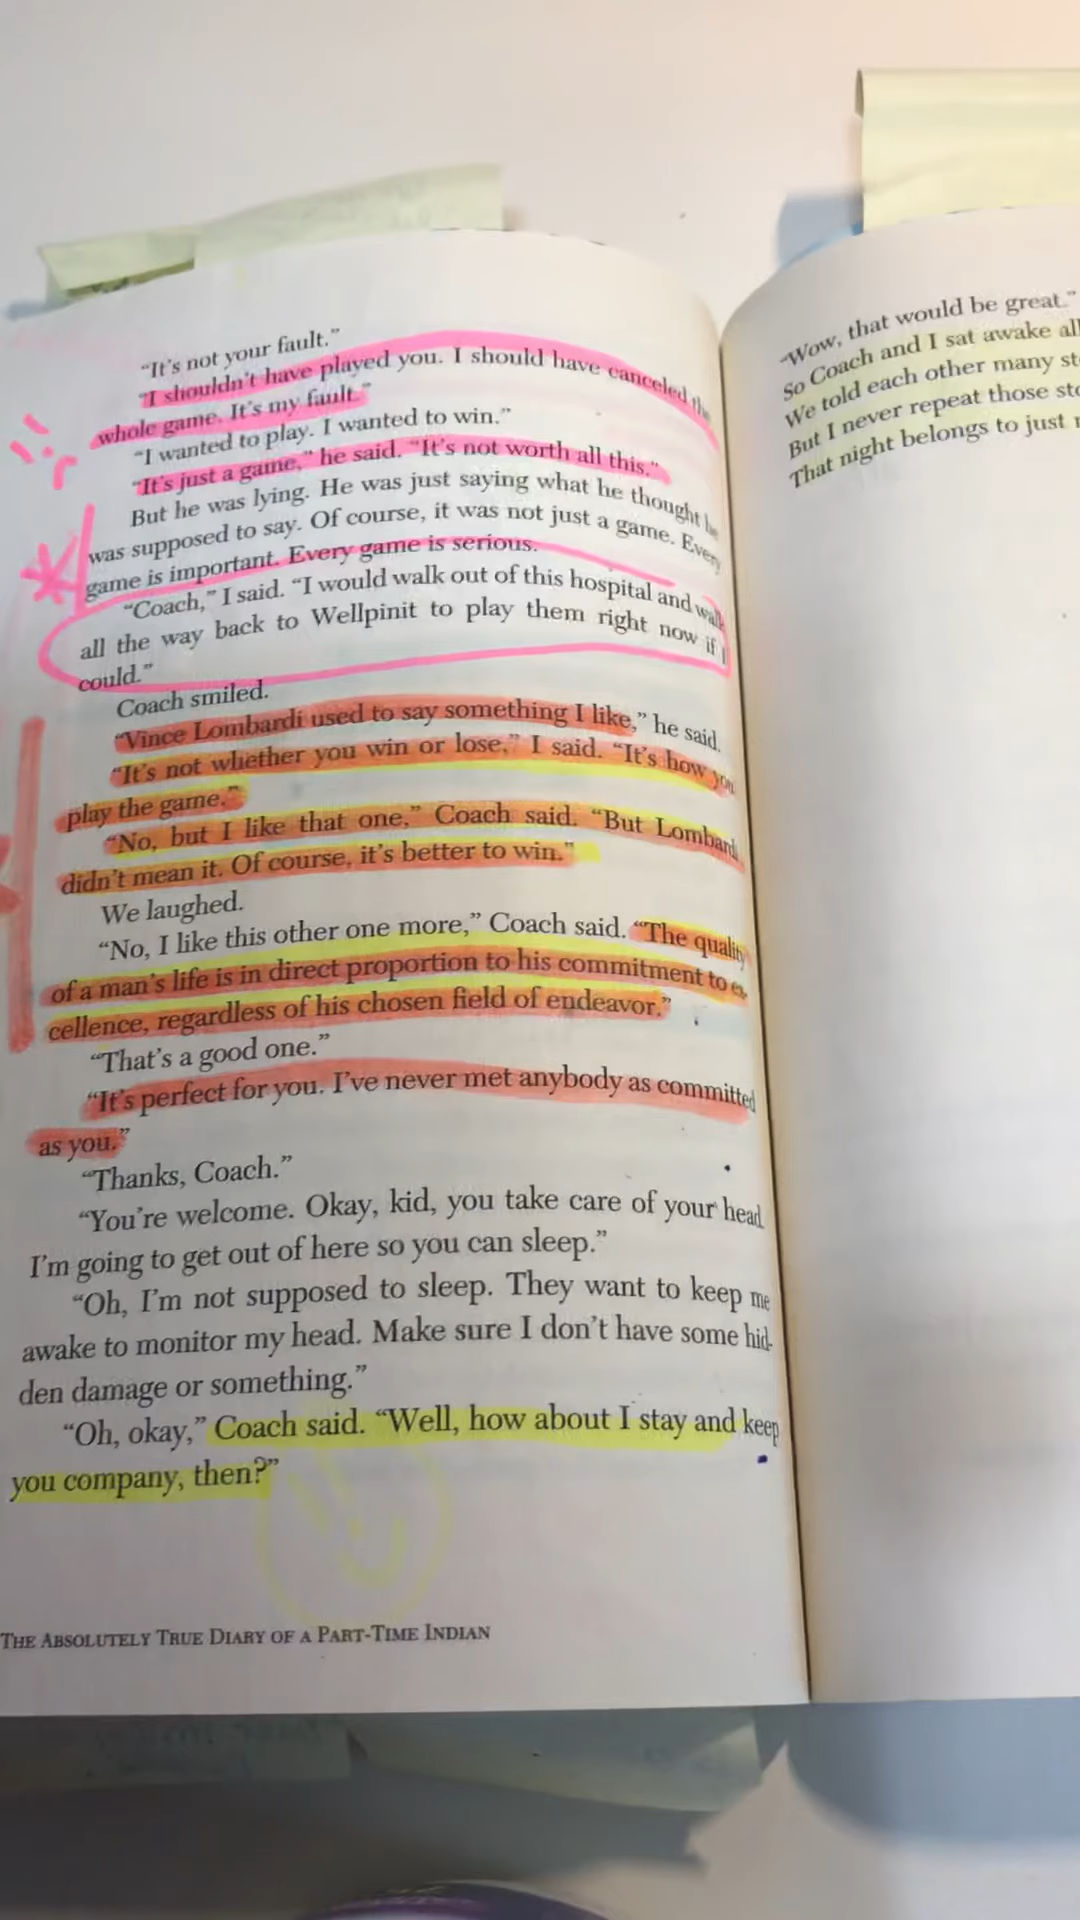 “It’s not your fault.”
“I shouldn’t have played you. I should have canceled the
whole game. It’s my fault.”
“I wanted to play. I wanted to win.”
“It’s just a game,” he said. “It’s not worth all this.”
But he was lying. He was just saying what he thought he
was supposed to say. Of course, it was not just a game. Every
game is important. Every game is serious.
“Coach,” I said. “I would walk out of this hospital and walk
all the way back to Wellpinit to play them right now if I
could.”
Coach smiled.
“Vince Lombardi used to say something I like,” he said.
“It’s not whether you win or lose,” I said. “It’s how you
play the game.”
“No, but I like that one,” Coach said. “But Lombardi
didn’t mean it. Of course, it’s better to win.”
We laughed.
“No, I like this other one more,” Coach said. “The quality
of a man’s life is in direct proportion to his commitment to ex-
cellence, regardless of his chosen field of endeavor.”
“That’s a good one.”
“It’s perfect for you. I’ve never met anybody as committed
as you.”
“Thanks, Coach.”
“You’re welcome. Okay, kid, you take care of your head
I’m going to get out of here so you can sleep.”
“Oh, I’m not supposed to sleep. They want to keep me
awake to monitor my head. Make sure I don’t have some hid-
den damage or something.”
“Oh, okay,” Coach said. “Well, how about I stay and keep
you company, then?”
THE ABSOLUTELY TRUE DIARY OF A PART-TIME INDIAN
“Wow, that would be great.”
So Coach and I sat awake all
We told each other many
But I never repeat those
That night belongs to just